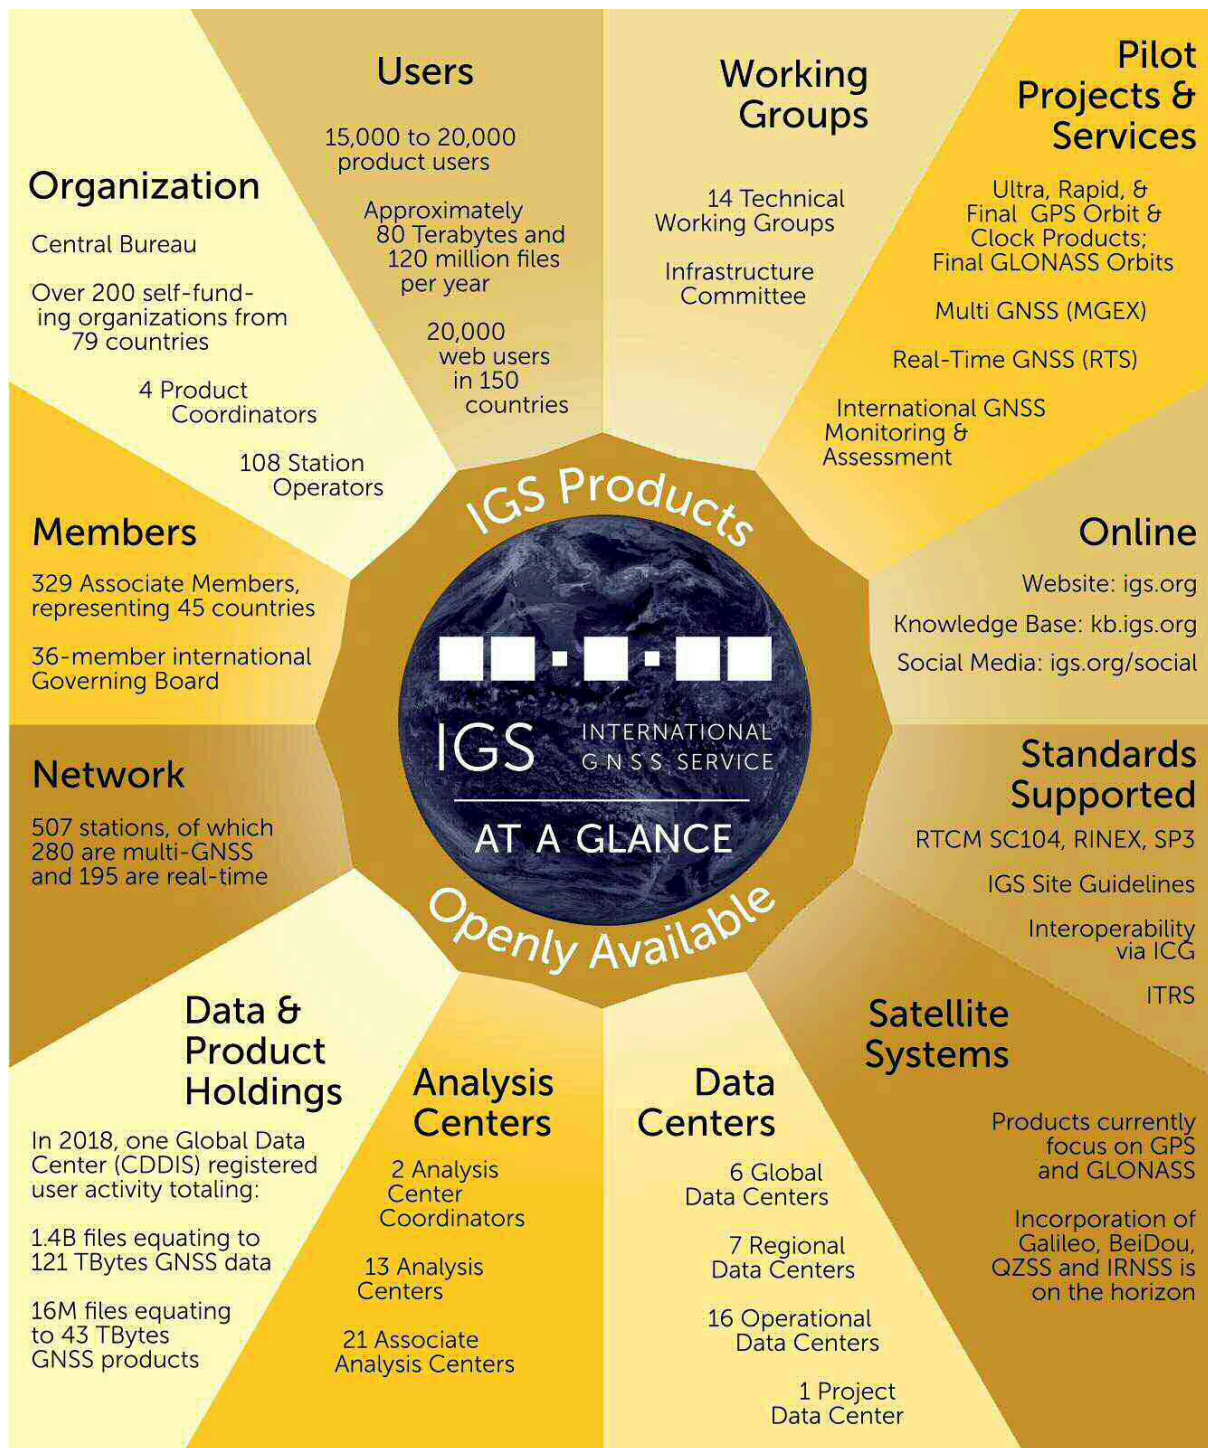 Users
15,000 to 20,000
product users
Approximately
80 Terabytes and
120 million files
per year
20,000
web users
in 150
countries
Working
Groups
14 Technical
Working Groups
Infrastructure
Committee
Pilot
Projects &
Services
Ultra, Rapid, &
Final GPS Orbit &
Clock Products;
Final GLONASS Orbits
Multi GNSS (MGEX)
Real-Time GNSS (RTS)
International GNSS
Monitoring &
Assessment
Organization
Central Bureau
Over 200 self-fund-
ing organizations from
79 countries
4 Product
Coordinators
108 Station
Operators
Members
329 Associate Members,
representing 45 countries
36-member international
Governing Board
Network
507 stations, of which
280 are multi-GNSS
and 195 are real-time
IGS Products
IGS
INTERNATIONAL
GNSS SERVICE
AT A GLANCE
Openly Available
Online
Website: igs.org
Knowledge Base: kb.igs.org
Social Media: igs.org/social
Standards
Supported
RTCM SC104, RINEX, SP3
IGS Site Guidelines
Interoperability
via ICG
ITRS
Data &
Product
Holdings
In 2018, one Global Data
Center (CDDIS) registered
user activity totaling:
1.4B files equating to
121 TBytes GNSS data
16M files equating
to 43 TBytes
GNSS products
Analysis
Centers
2 Analysis
Center
Coordinators
13 Analysis
Centers
21 Associate
Analysis Centers
Data
Centers
6 Global
Data Centers
7 Regional
Data Centers
16 Operational
Data Centers
1 Project
Data Center
Satellite
Systems
Products currently
focus on GPS
and GLONASS
Incorporation of
Galileo, BeiDou,
QZSS and IRNSS is
on the horizon